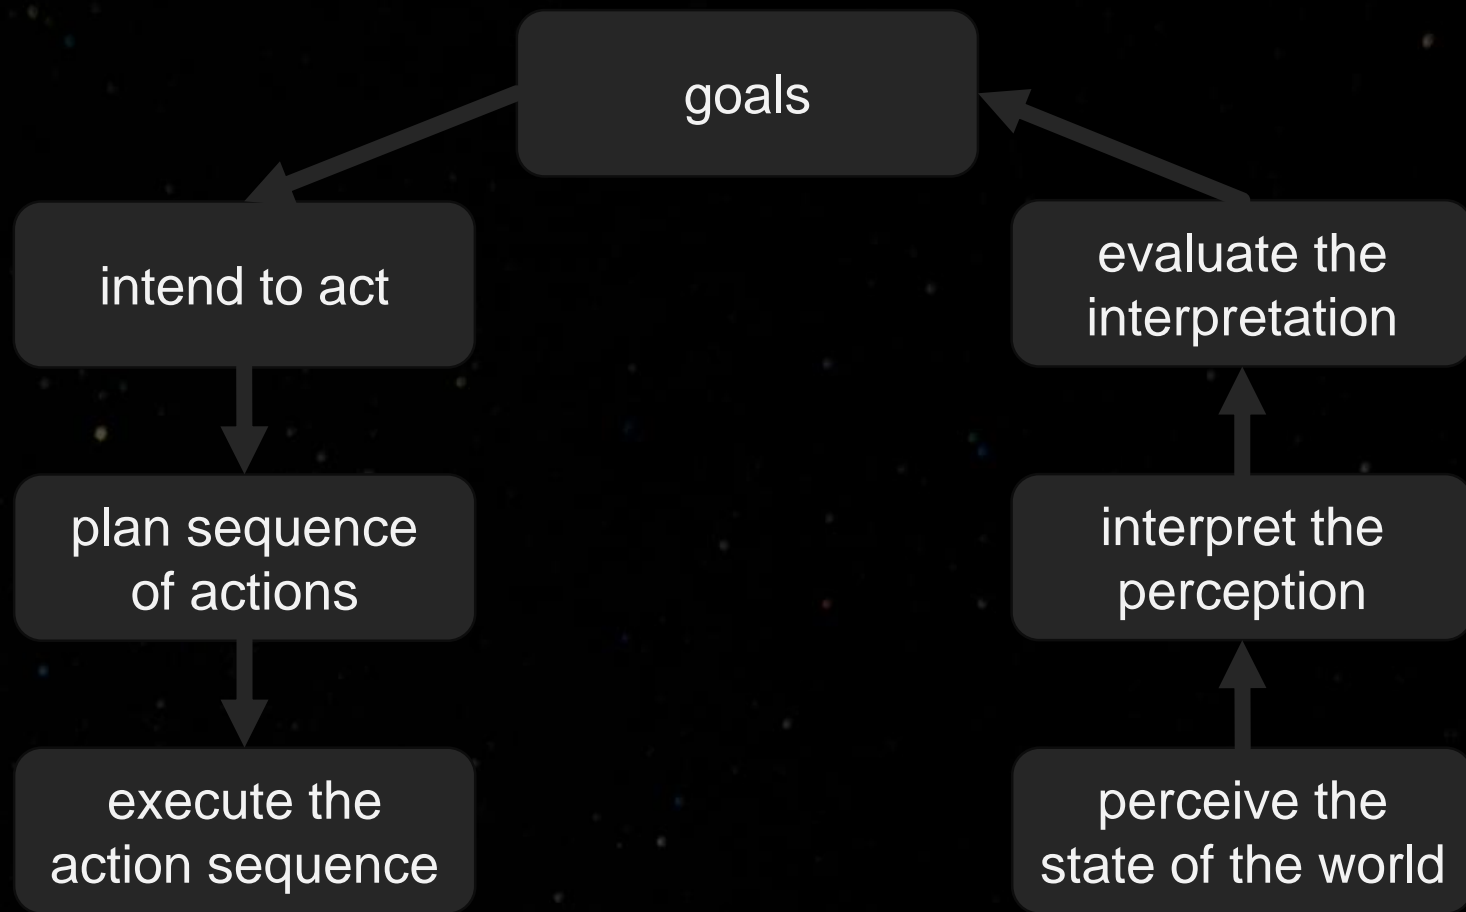 goals
intend to act
evaluate the
interpretation
plan sequence
of actions
interpret the
perception
execute the
action sequence
perceive the
state of the world